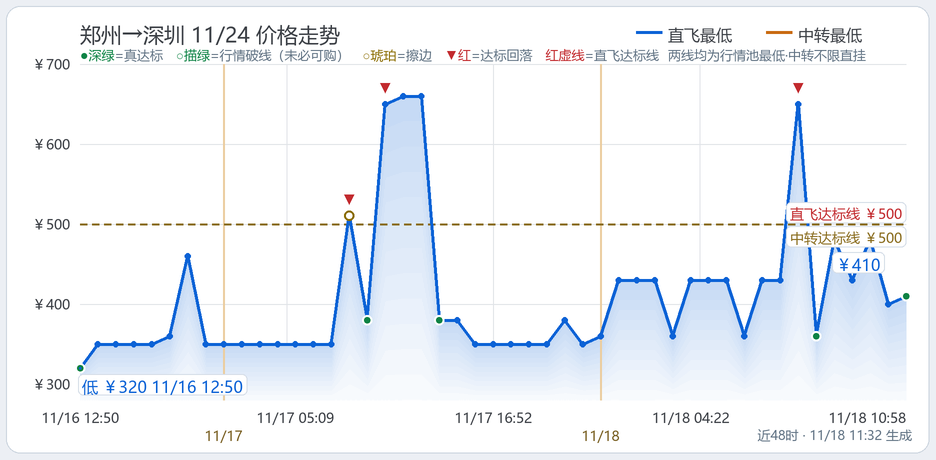 郑州→深圳 11/24 价格走势
直飞最低 中转最低
●深绿=真达标 ○描绿=行情破线（未必可购） ○琥珀=擦边 ▼红=达标回落 红虚线=直飞达标线 两线均为行情池最低·中转不限直挂
￥700
￥600
￥500
￥400
￥300
直飞达标线 ￥500
中转达标线 ￥500
￥410
低 ￥320 11/16 12:50
11/16 12:50 11/17 05:09 11/17 16:52 11/18 04:22 11/18 10:58
11/17 11/18
近48时 · 11/18 11:32 生成